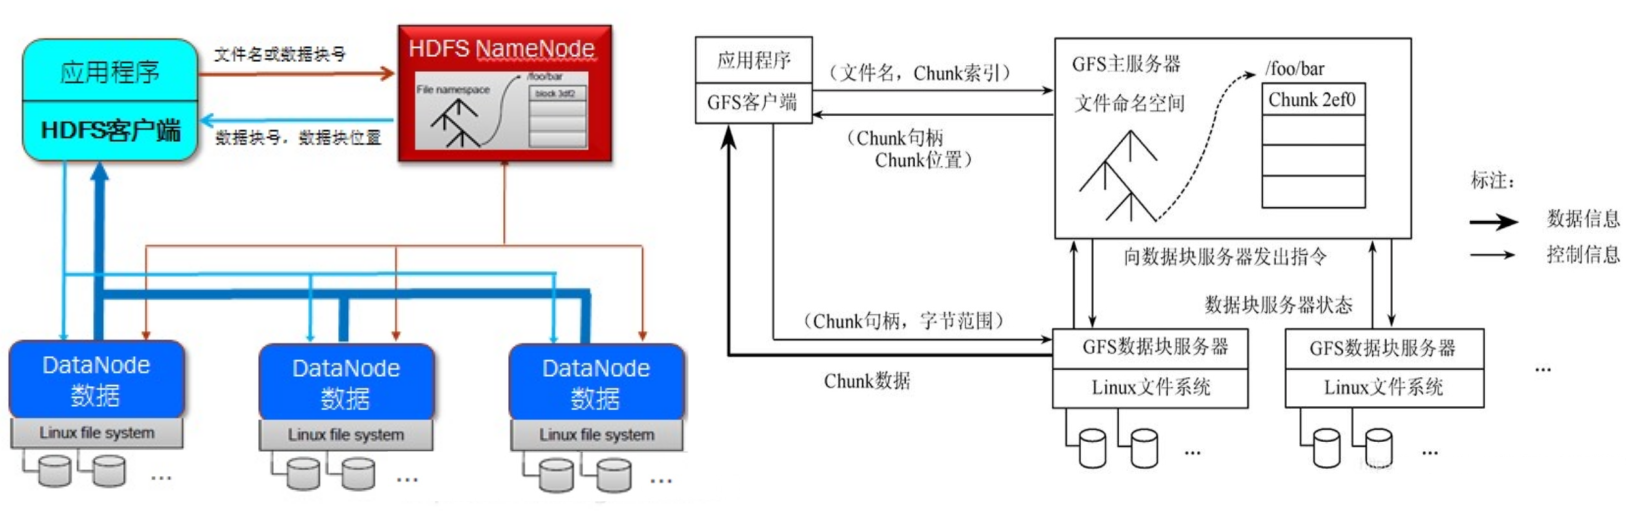 应用程序
HDFS客户端
文件名或数据块号
数据块号，数据块位置
HDFS NameNode
File namespace
/foo/bar
block 3df2
DataNode
数据
Linux file system
...
DataNode
数据
Linux file system
...
DataNode
数据
Linux file system
...
应用程序
GFS客户端
（文件名，Chunk索引）
（Chunk句柄
Chunk位置）
GFS主服务器
文件命名空间
/foo/bar
Chunk 2ef0
标注：
数据信息
控制信息
向数据块服务器发出指令
数据块服务器状态
（Chunk句柄，字节范围）
Chunk数据
GFS数据块服务器
Linux文件系统
...
GFS数据块服务器
Linux文件系统
...
...